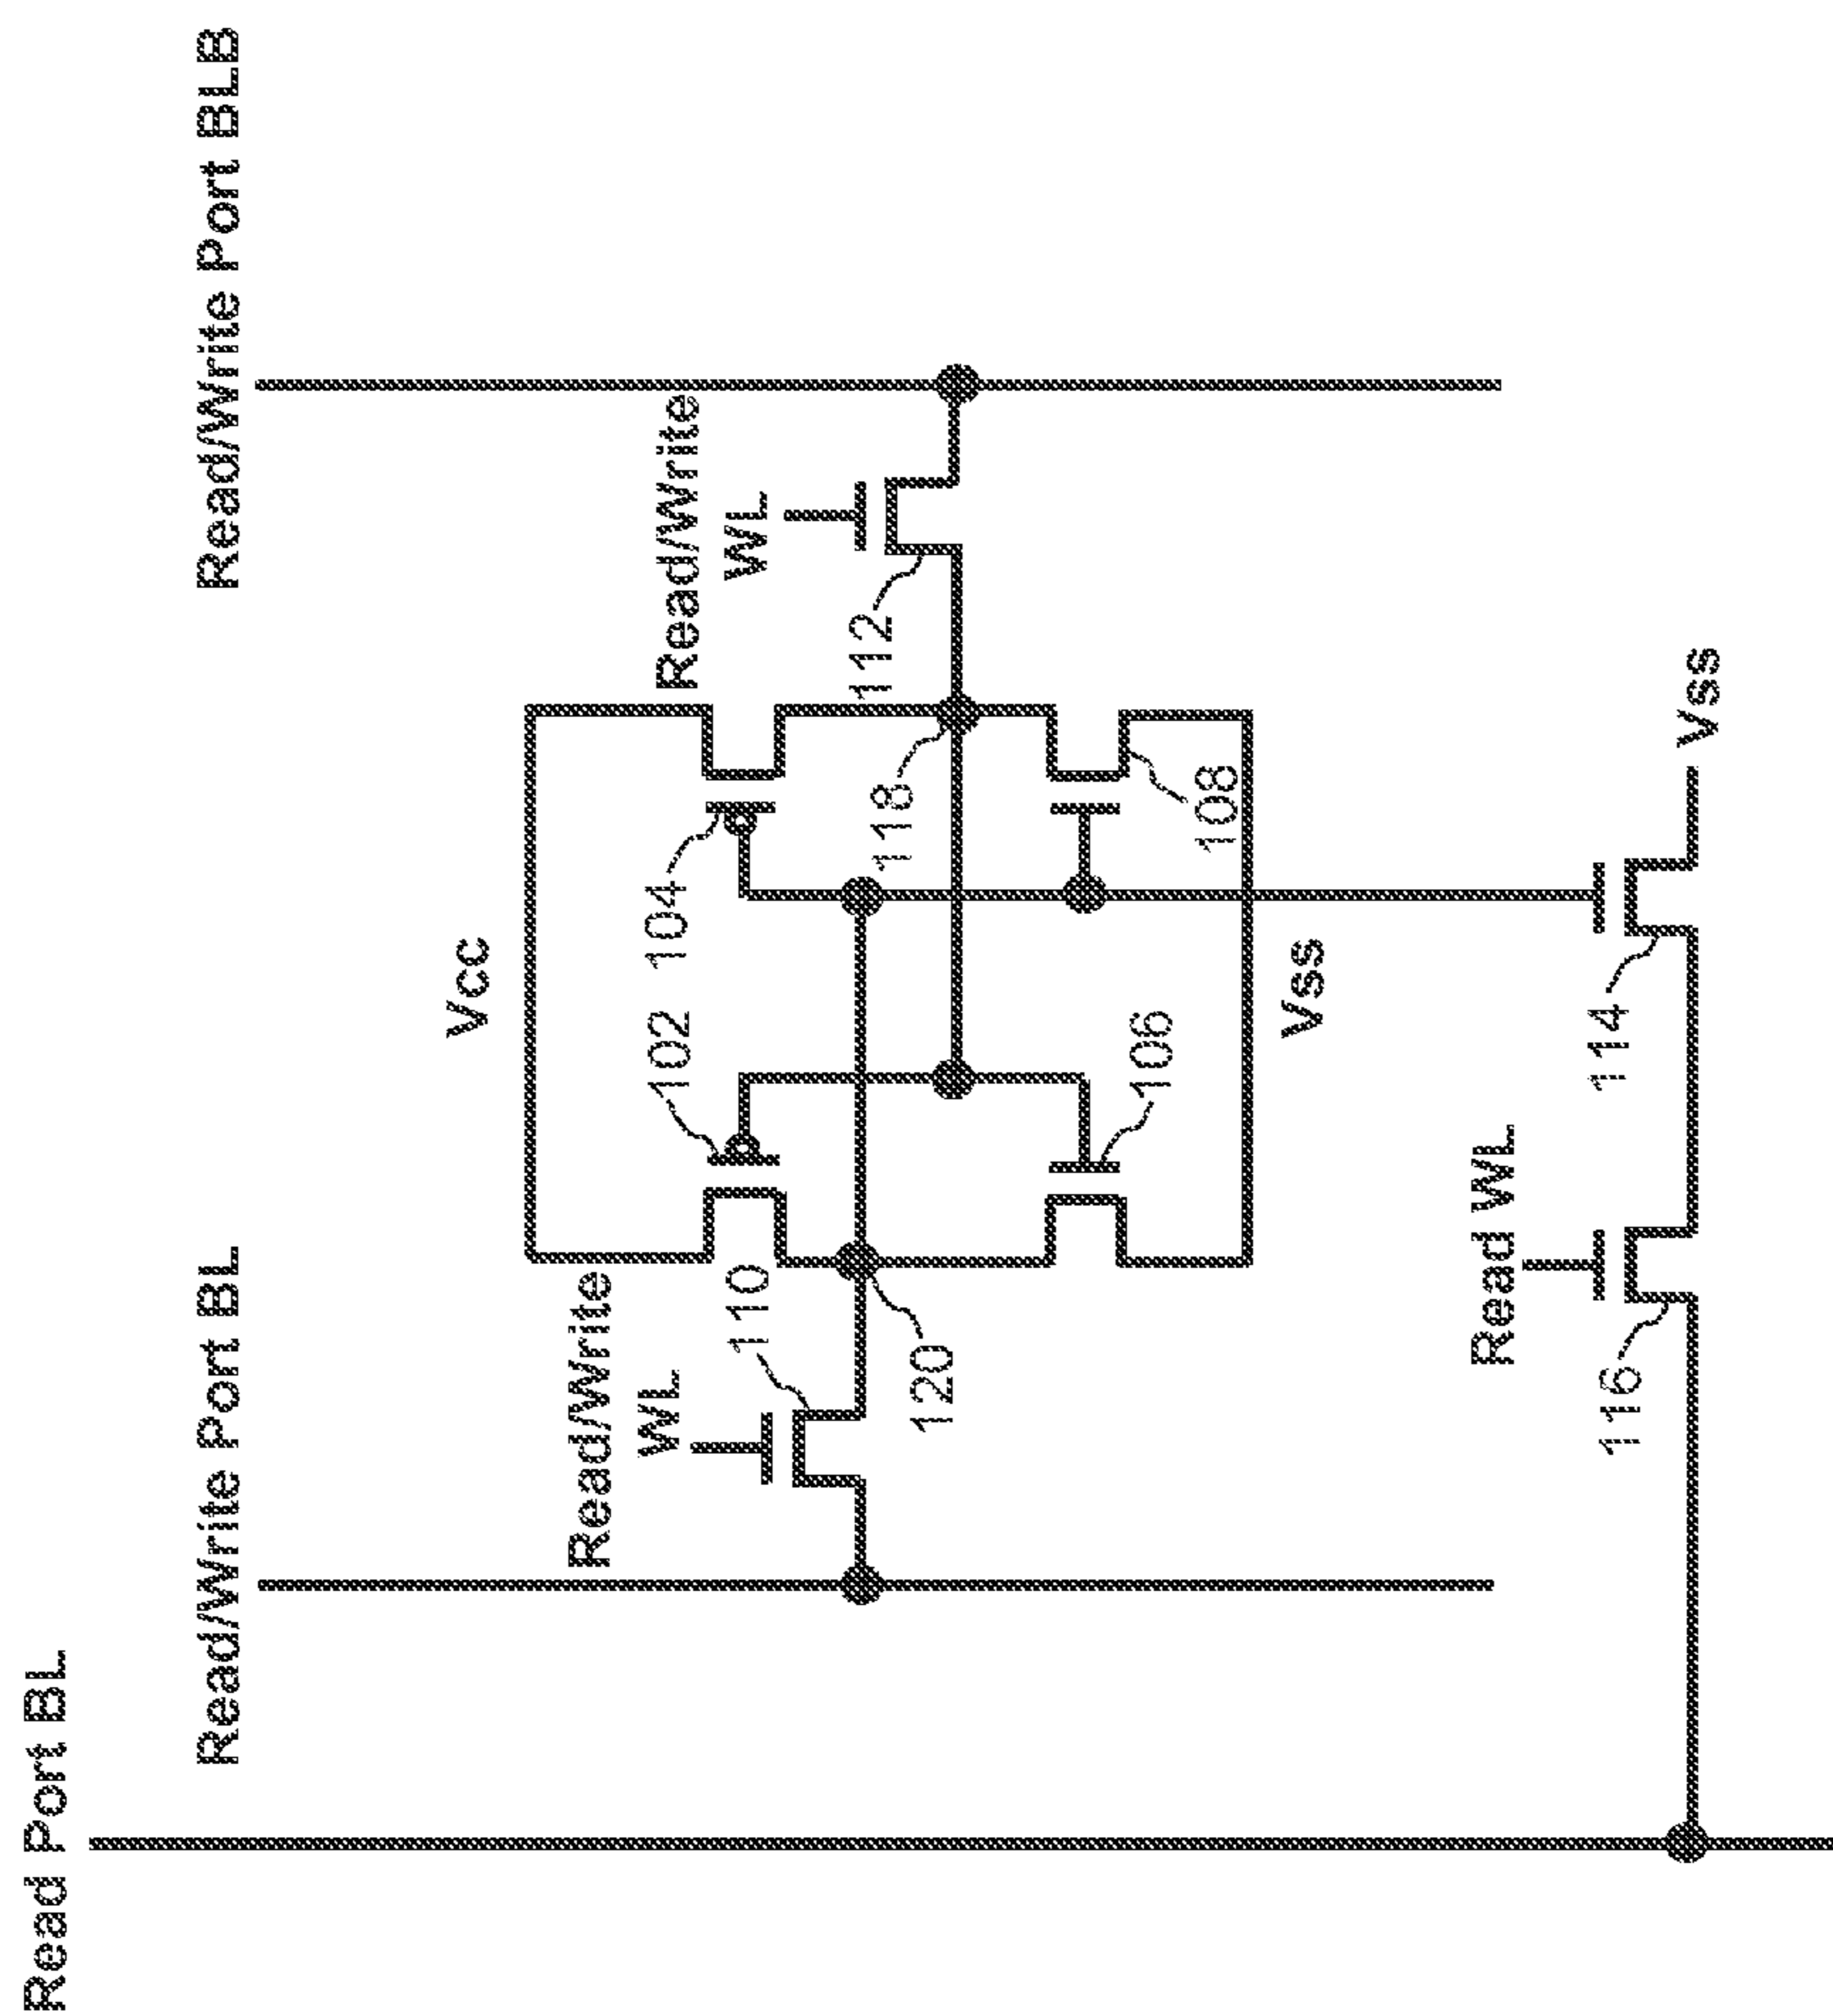 Read Port BL
Read/Write Port BL
Read/Write Port BLB
Vcc
Read/Write
WL
102
104
Read/Write
WL
110
112
118
120
106
108
Vss
Read WL
116
114
Vss